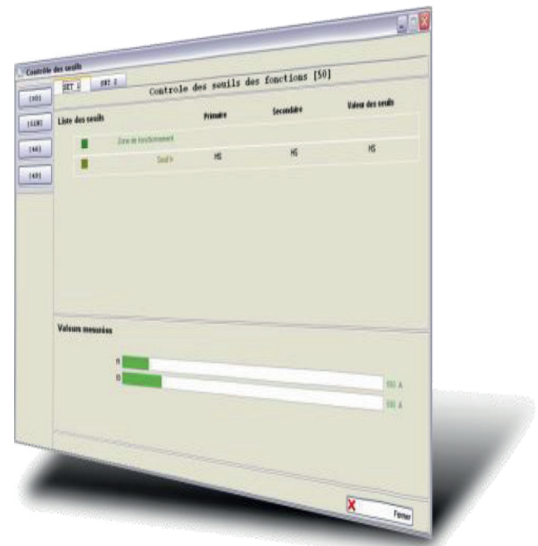 Contrôle des seuils
SET 1
SET 2
Controle des seuils des fonctions [50]
[50]
Liste des seuils
Primaire
Secondaire
Valeur des seuils
Zone de fonctionnement
Seuil I>
HS
HS
HS
[46]
[49]
Valeurs mesurées
A
A
Fermer